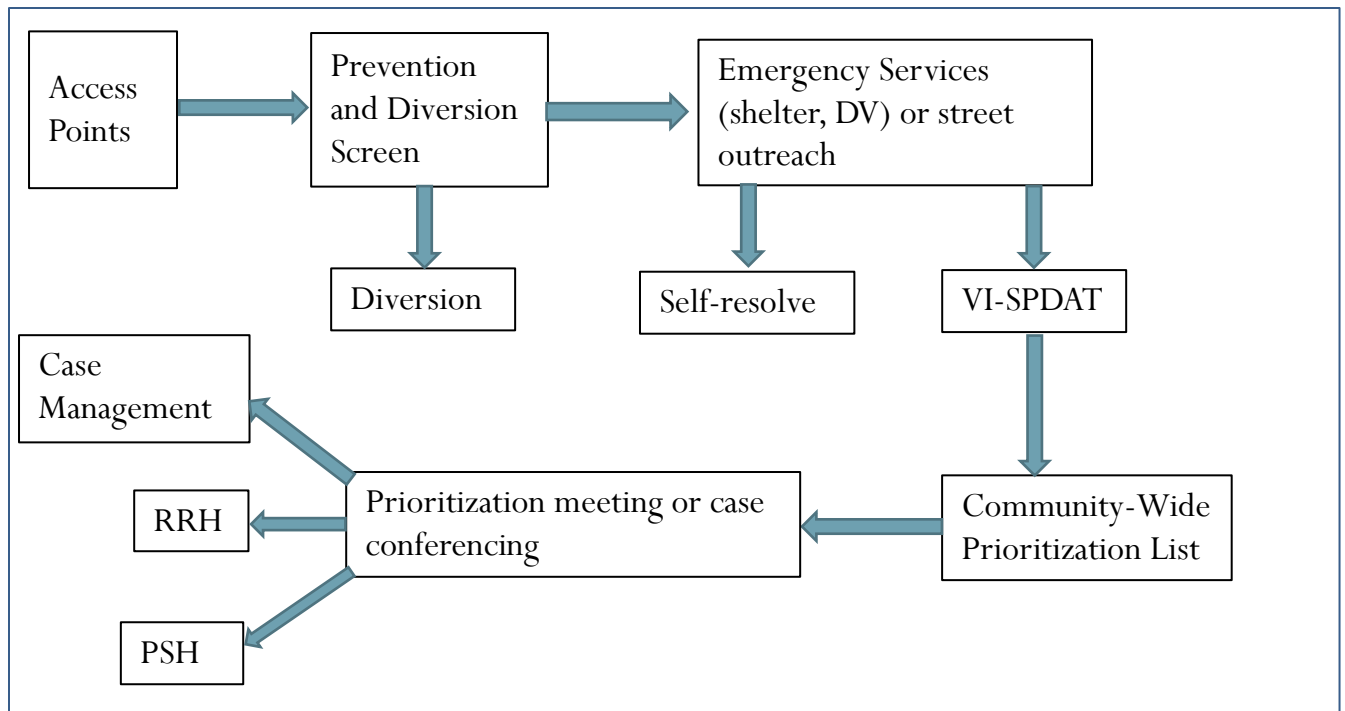 Access
Points
Prevention
and Diversion
Screen
Emergency Services
(shelter, DV) or street
outreach
Diversion
Self-resolve
VI-SPDAT
Case
Management
RRH
PSH
Prioritization meeting or case
conferencing
Community-Wide
Prioritization List